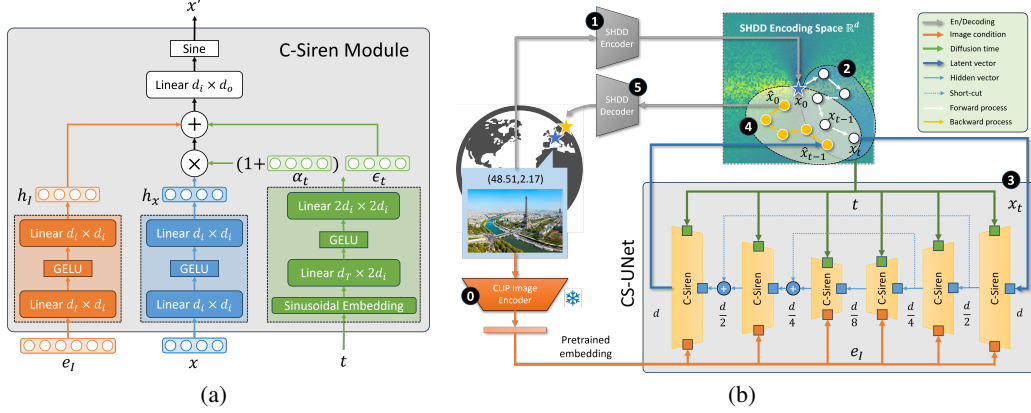 x′
C-Siren Module
Sine
Linear d_i × d_o
+
×
(1+ α_t) ϵ_t
h_I
h_x
Linear d_i × d_i
Linear d_i × d_i
Linear 2d_i × 2d_i
GELU
GELU
GELU
Linear d_I × d_i
Linear d_i × d_i
Linear d_T × 2d_i
Sinusoidal Embedding
e_I
x
t
(a)
1
SHDD Encoder
5
SHDD Decoder
SHDD Encoding Space ℝ^d
2
x̂_0
x_0
x_{t−1}
4
x̂_{t−1}
x_t
En/Decoding
Image condition
Diffusion time
Latent vector
Hidden vector
Short-cut
Forward process
Backward process
(48.51,2.17)
0
CLIP Image Encoder
Pretrained embedding
3
CS-UNet
t
x_t
C-Siren
C-Siren
C-Siren
C-Siren
C-Siren
C-Siren
+
+
d
d/2
d/4
d/8
d/4
d/2
d
e_I
(b)